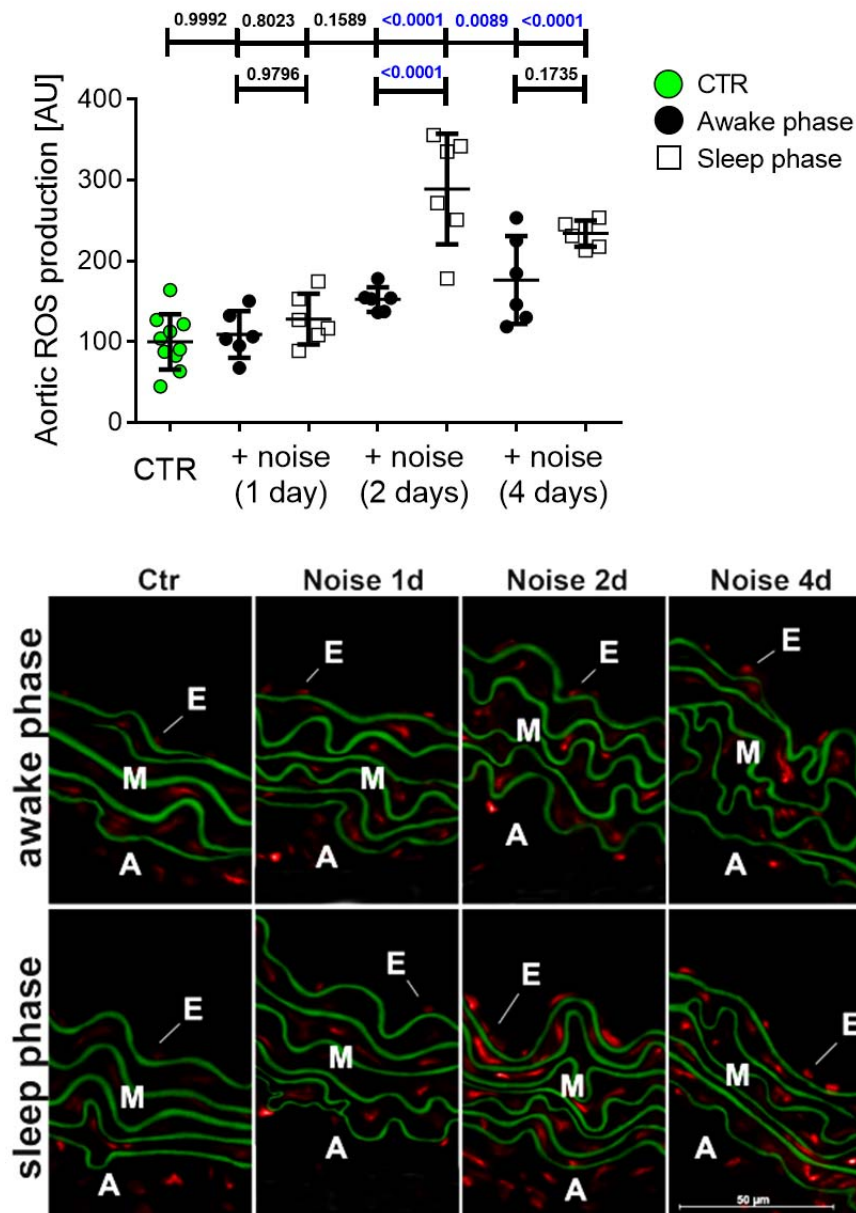 0.9992 0.8023 0.1589 <0.0001 0.0089 <0.0001
0.9796 <0.0001 0.1735
CTR
Awake phase
Sleep phase
Aortic ROS production [AU]
400
300
200
100
0
CTR
+ noise
(1 day)
+ noise
(2 days)
+ noise
(4 days)
Ctr Noise 1d Noise 2d Noise 4d
awake phase
E E E E
M M M M
A A A A
sleep phase
E E E E
M M M M
A A A A
50 µm